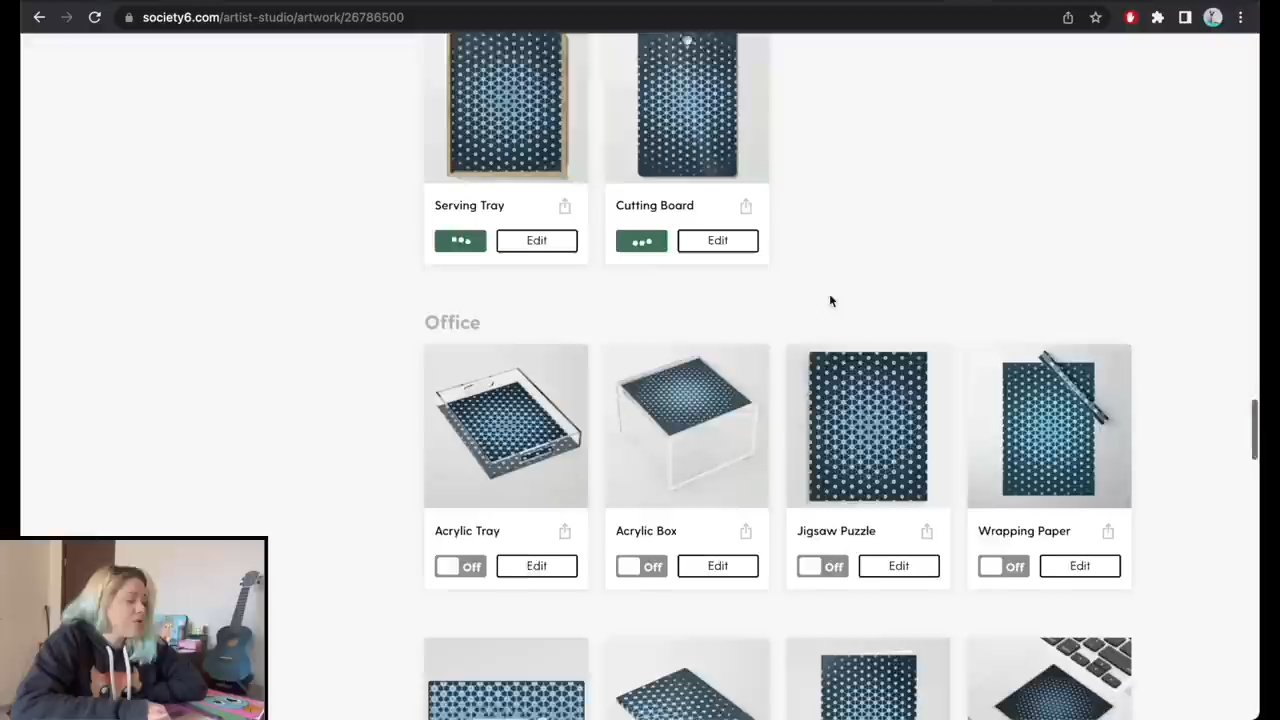 society6.com/artist-studio/artwork/26786500
Serving Tray
Cutting Board
Edit
Edit
Office
Acrylic Tray
Acrylic Box
Jigsaw Puzzle
Wrapping Paper
Off
Edit
Off
Edit
Off
Edit
Off
Edit